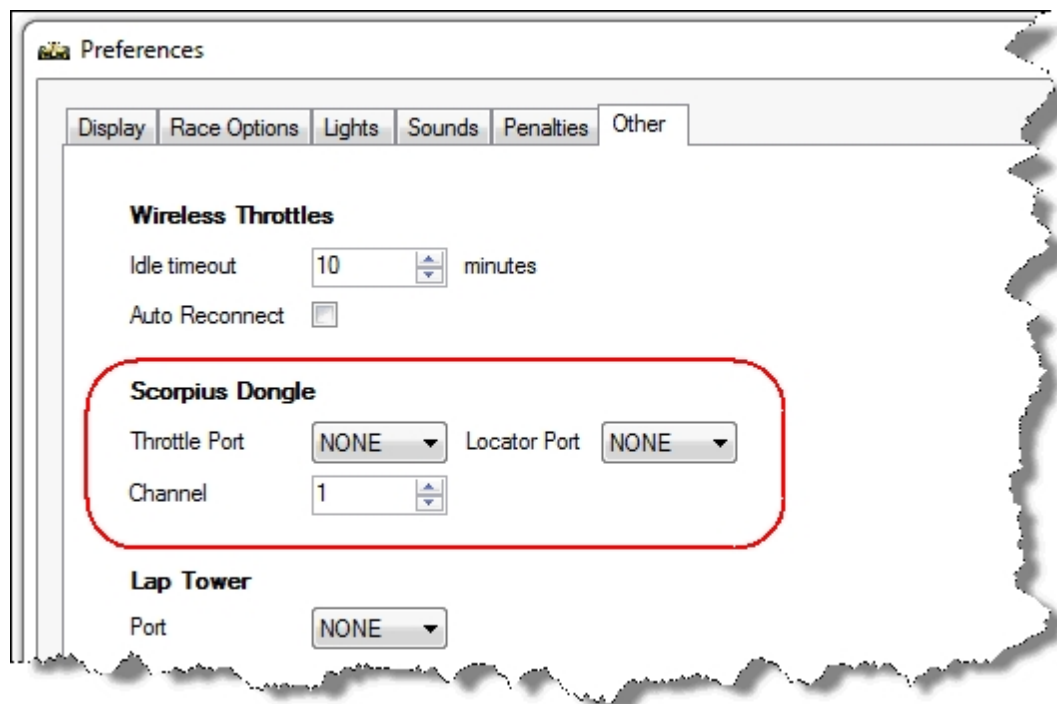 Preferences
Display Race Options Lights Sounds Penalties Other
Wireless Throttles
Idle timeout 10 minutes
Auto Reconnect
Scorpius Dongle
Throttle Port NONE Locator Port NONE
Channel 1
Lap Tower
Port NONE